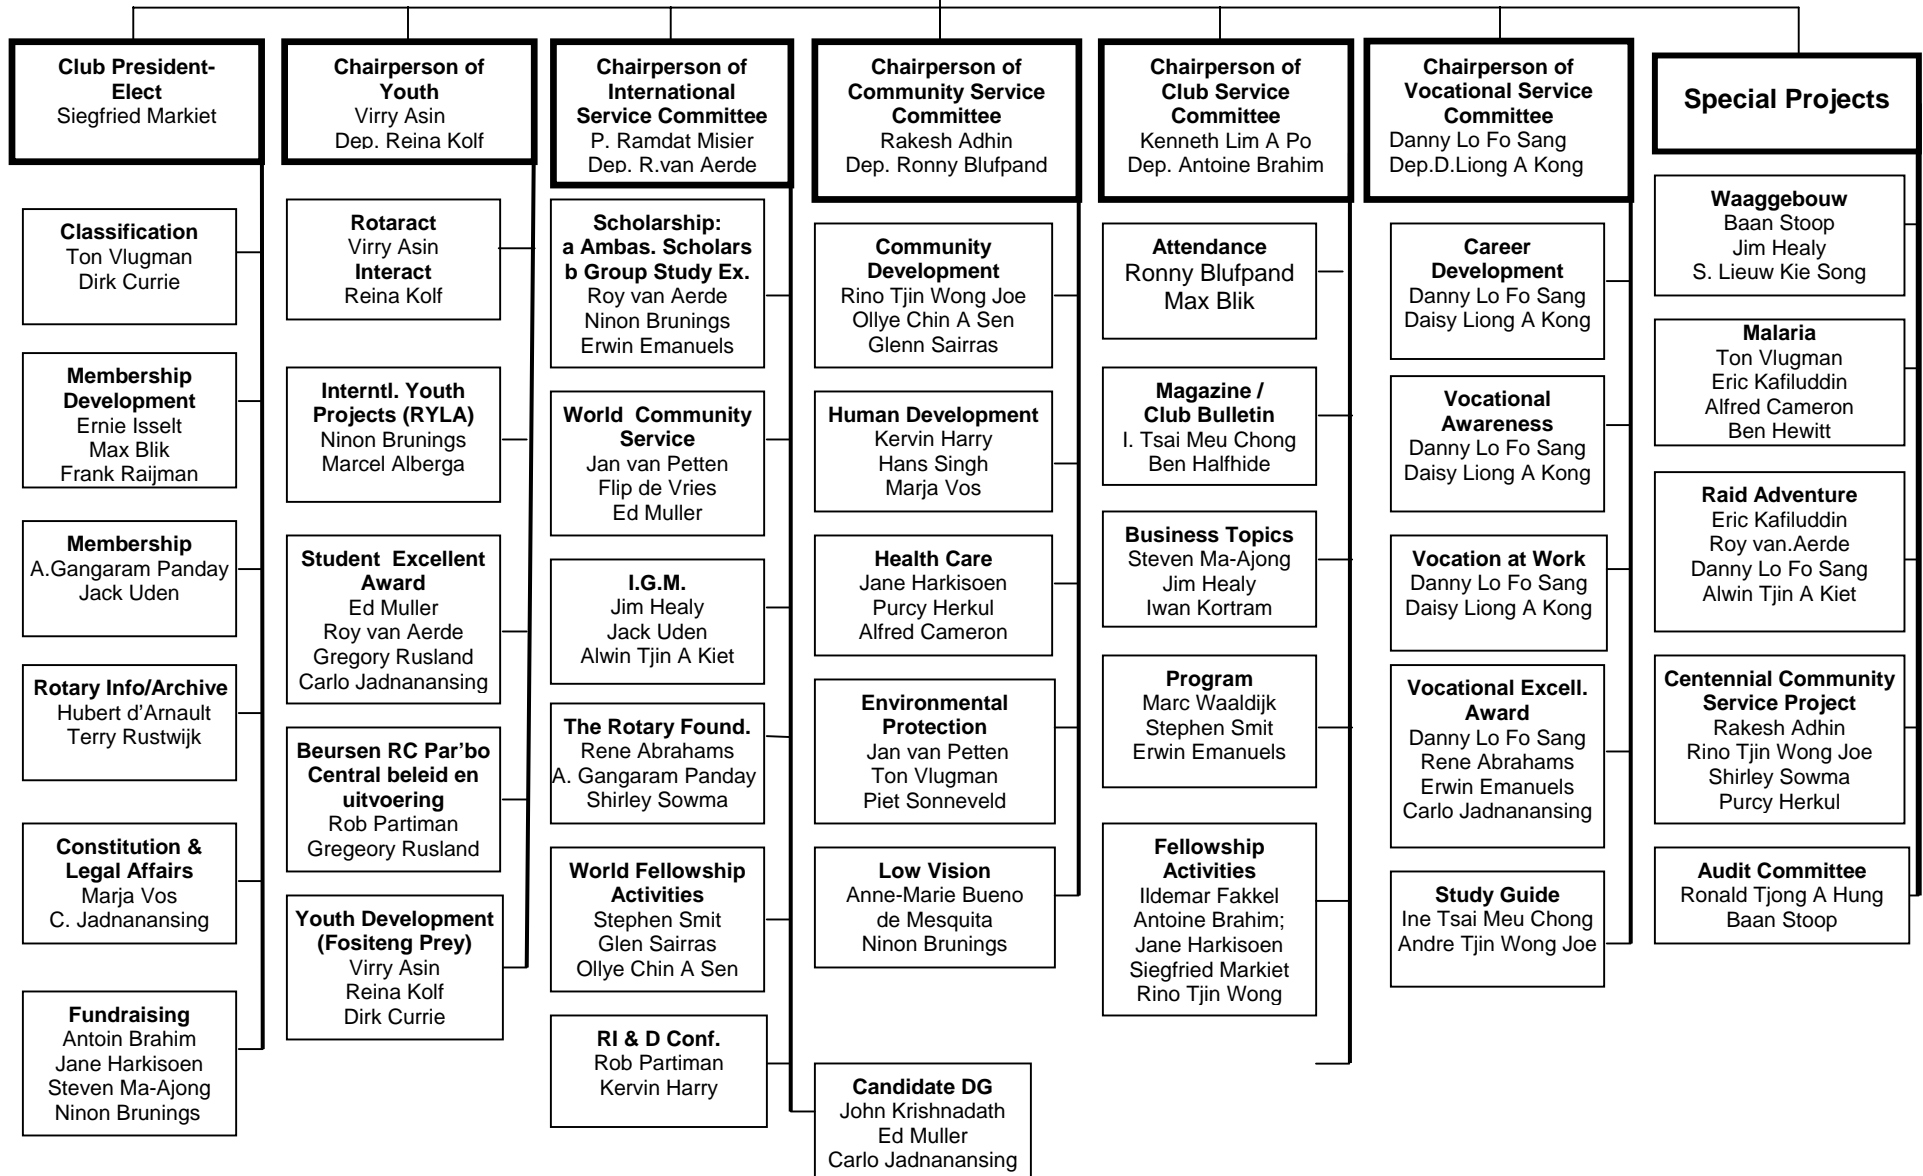 Club President-
Elect
Siegfried Markiet
Classification
Ton Vlugman
Dirk Currie
Membership
Development
Ernie Isselt
Max Blik
Frank Raijman
Membership
A.Gangaram Panday
Jack Uden
Rotary Info/Archive
Hubert d’Arnault
Terry Rustwijk
Constitution &
Legal Affairs
Marja Vos
C. Jadnanansing
Fundraising
Antoin Brahim
Jane Harkisoen
Steven Ma-Ajong
Ninon Brunings
Chairperson of
Youth
Virry Asin
Dep. Reina Kolf
Rotaract
Virry Asin
Interact
Reina Kolf
Interntl. Youth
Projects (RYLA)
Ninon Brunings
Marcel Alberga
Student Excellent
Award
Ed Muller
Roy van Aerde
Gregory Rusland
Carlo Jadnanansing
Beursen RC Par’bo
Central beleid en
uitvoering
Rob Partiman
Gregeory Rusland
Youth Development
(Fositeng Prey)
Virry Asin
Reina Kolf
Dirk Currie
Chairperson of
International
Service Committee
P. Ramdat Misier
Dep. R.van Aerde
Scholarship:
a Ambas. Scholars
b Group Study Ex.
Roy van Aerde
Ninon Brunings
Erwin Emanuels
World Community
Service
Jan van Petten
Flip de Vries
Ed Muller
I.G.M.
Jim Healy
Jack Uden
Alwin Tjin A Kiet
The Rotary Found.
Rene Abrahams
A. Gangaram Panday
Shirley Sowma
World Fellowship
Activities
Stephen Smit
Glen Sairras
Ollye Chin A Sen
RI & D Conf.
Rob Partiman
Kervin Harry
Candidate DG
John Krishnadath
Ed Muller
Carlo Jadnanansing
Chairperson of
Community Service
Committee
Rakesh Adhin
Dep. Ronny Blufpand
Community
Development
Rino Tjin Wong Joe
Ollye Chin A Sen
Glenn Sairras
Human Development
Kervin Harry
Hans Singh
Marja Vos
Health Care
Jane Harkisoen
Purcy Herkul
Alfred Cameron
Environmental
Protection
Jan van Petten
Ton Vlugman
Piet Sonneveld
Low Vision
Anne-Marie Bueno
de Mesquita
Ninon Brunings
Chairperson of
Club Service
Committee
Kenneth Lim A Po
Dep. Antoine Brahim
Attendance
Ronny Blufpand
Max Blik
Magazine /
Club Bulletin
I. Tsai Meu Chong
Ben Halfhide
Business Topics
Steven Ma-Ajong
Jim Healy
Iwan Kortram
Program
Marc Waaldijk
Stephen Smit
Erwin Emanuels
Fellowship
Activities
Ildemar Fakkel
Antoine Brahim;
Jane Harkisoen
Siegfried Markiet
Rino Tjin Wong
Chairperson of
Vocational Service
Committee
Danny Lo Fo Sang
Dep.D.Liong A Kong
Career
Development
Danny Lo Fo Sang
Daisy Liong A Kong
Vocational
Awareness
Danny Lo Fo Sang
Daisy Liong A Kong
Vocation at Work
Danny Lo Fo Sang
Daisy Liong A Kong
Vocational Excell.
Award
Danny Lo Fo Sang
Rene Abrahams
Erwin Emanuels
Carlo Jadnanansing
Study Guide
Ine Tsai Meu Chong
Andre Tjin Wong Joe
Special Projects
Waaggebouw
Baan Stoop
Jim Healy
S. Lieuw Kie Song
Malaria
Ton Vlugman
Eric Kafiluddin
Alfred Cameron
Ben Hewitt
Raid Adventure
Eric Kafiluddin
Roy van.Aerde
Danny Lo Fo Sang
Alwin Tjin A Kiet
Centennial Community
Service Project
Rakesh Adhin
Rino Tjin Wong Joe
Shirley Sowma
Purcy Herkul
Audit Committee
Ronald Tjong A Hung
Baan Stoop